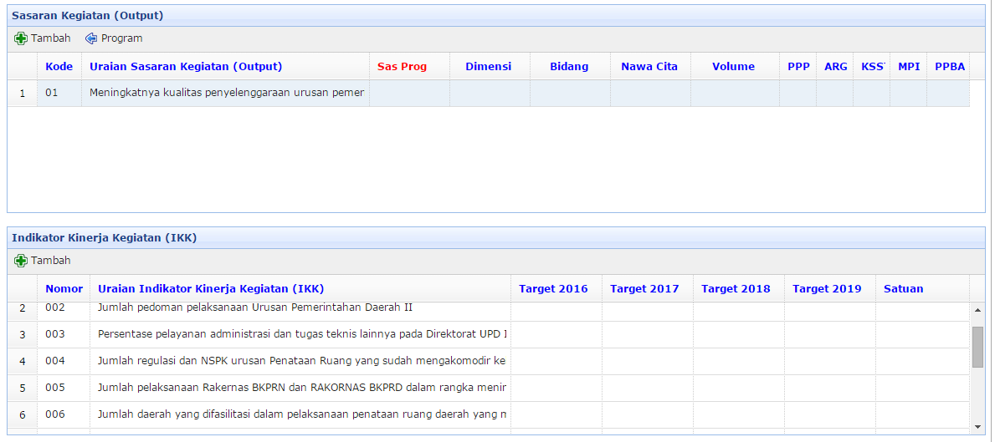 Sasaran Kegiatan (Output)
Tambah Program
Kode Uraian Sasaran Kegiatan (Output) Sas Prog Dimensi Bidang Nawa Cita Volume PPP ARG KSS MPI PPBA
1 01 Meningkatnya kualitas penyelenggaraan urusan pemer
Indikator Kinerja Kegiatan (IKK)
Tambah
Nomor Uraian Indikator Kinerja Kegiatan (IKK) Target 2016 Target 2017 Target 2018 Target 2019 Satuan
2 002 Jumlah pedoman pelaksanaan Urusan Pemerintahan Daerah II
3 003 Persentase pelayanan administrasi dan tugas teknis lainnya pada Direktorat UPD I
4 004 Jumlah regulasi dan NSPK urusan Penataan Ruang yang sudah mengakomodir ke
5 005 Jumlah pelaksanaan Rakernas BKPRN dan RAKORNAS BKPRD dalam rangka menir
6 006 Jumlah daerah yang difasilitasi dalam pelaksanaan penataan ruang daerah yang